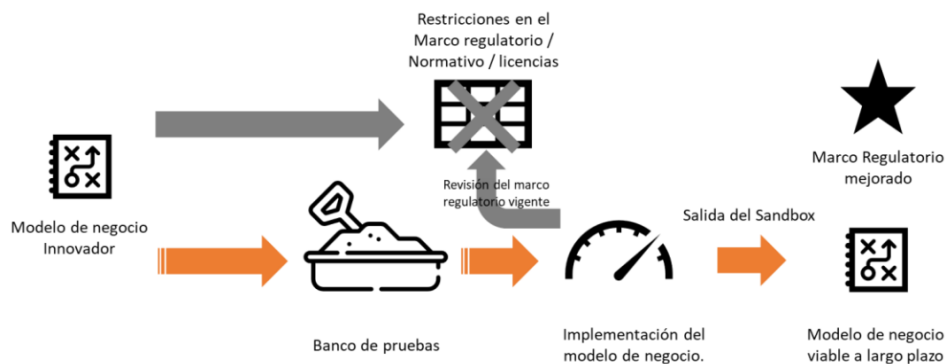 Restricciones en el
Marco regulatorio /
Normativo / licencias
Marco Regulatorio
mejorado
Modelo de negocio
Innovador
Revisión del marco
regulatorio vigente
Salida del Sandbox
Banco de pruebas
Implementación del
modelo de negocio.
Modelo de negocio
viable a largo plazo